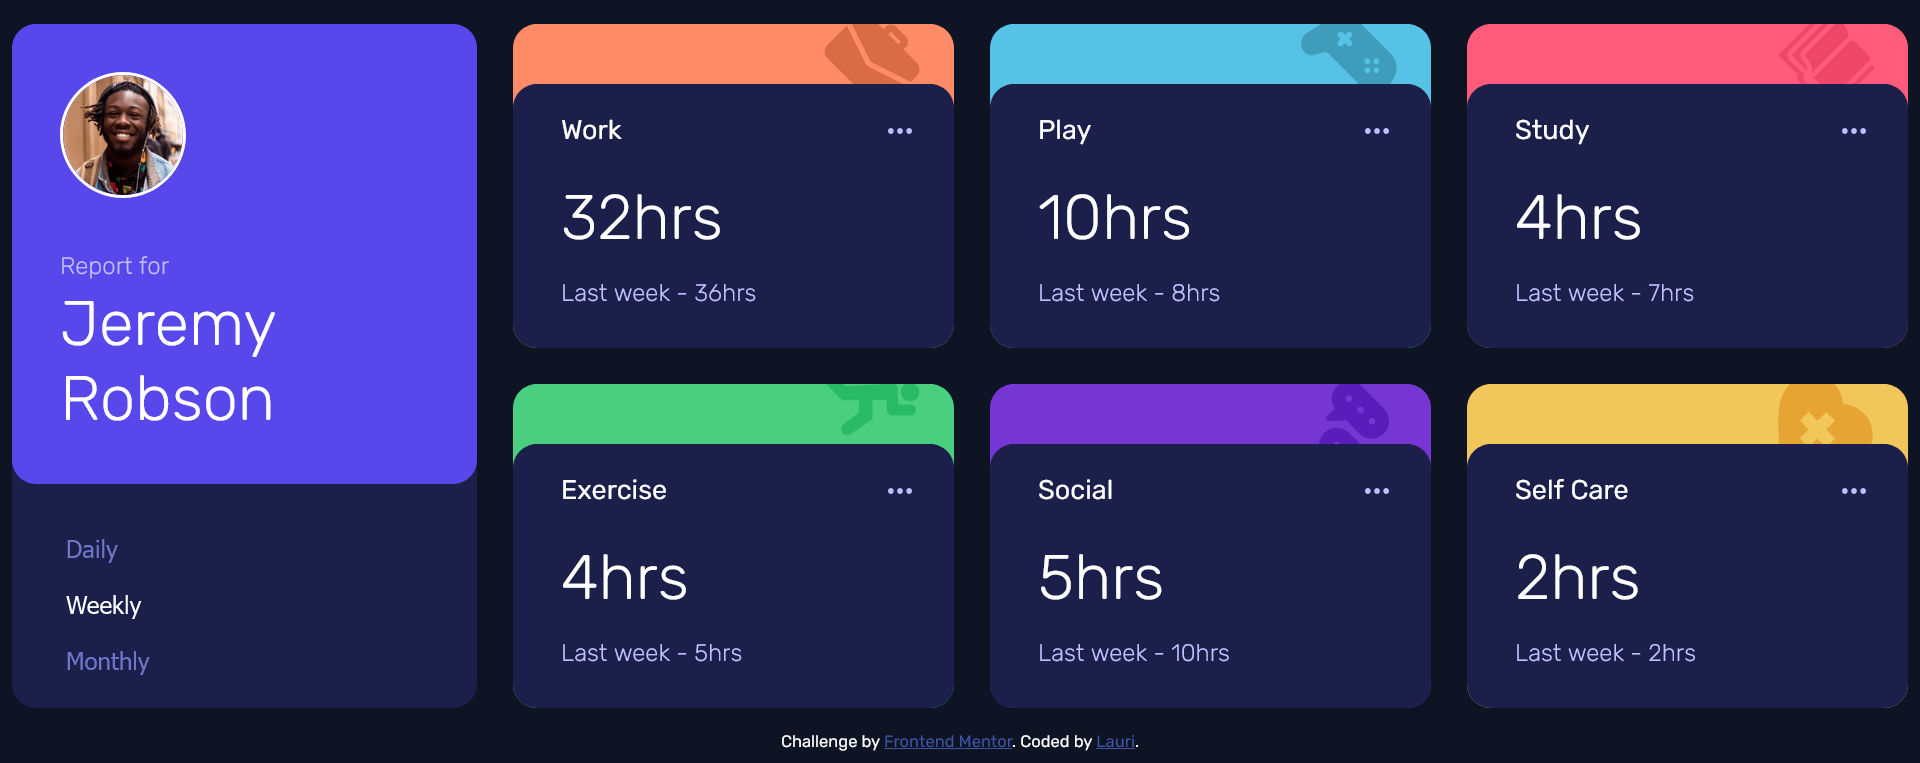 Report for
Jeremy
Robson
Daily
Weekly
Monthly
Work
32hrs
Last week - 36hrs
Play
10hrs
Last week - 8hrs
Study
4hrs
Last week - 7hrs
Exercise
4hrs
Last week - 5hrs
Social
5hrs
Last week - 10hrs
Self Care
2hrs
Last week - 2hrs
Challenge by Frontend Mentor. Coded by Lauri.